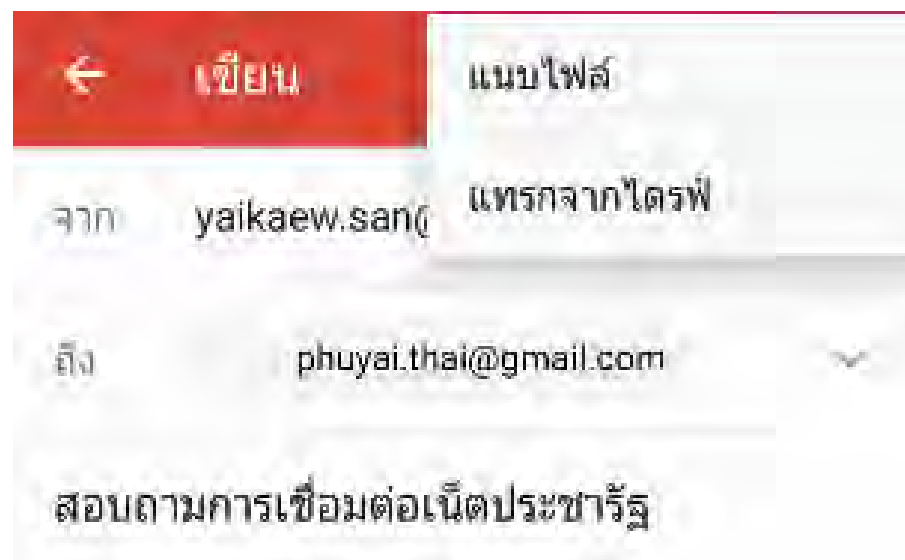 เขียน
แนบไฟล์
แทรกจากไดรฟ์
จาก yaikaew.san
ถึง phuyai.thai@gmail.com
สอบถามการเชื่อมต่อเน็ตประชารัฐ